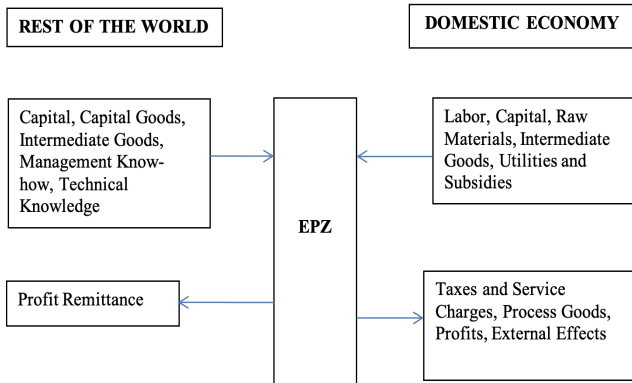 REST OF THE WORLD
DOMESTIC ECONOMY
Capital, Capital Goods,
Intermediate Goods,
Management Know-
how, Technical
Knowledge
EPZ
Labor, Capital, Raw
Materials, Intermediate
Goods, Utilities and
Subsidies
Profit Remittance
Taxes and Service
Charges, Process Goods,
Profits, External Effects